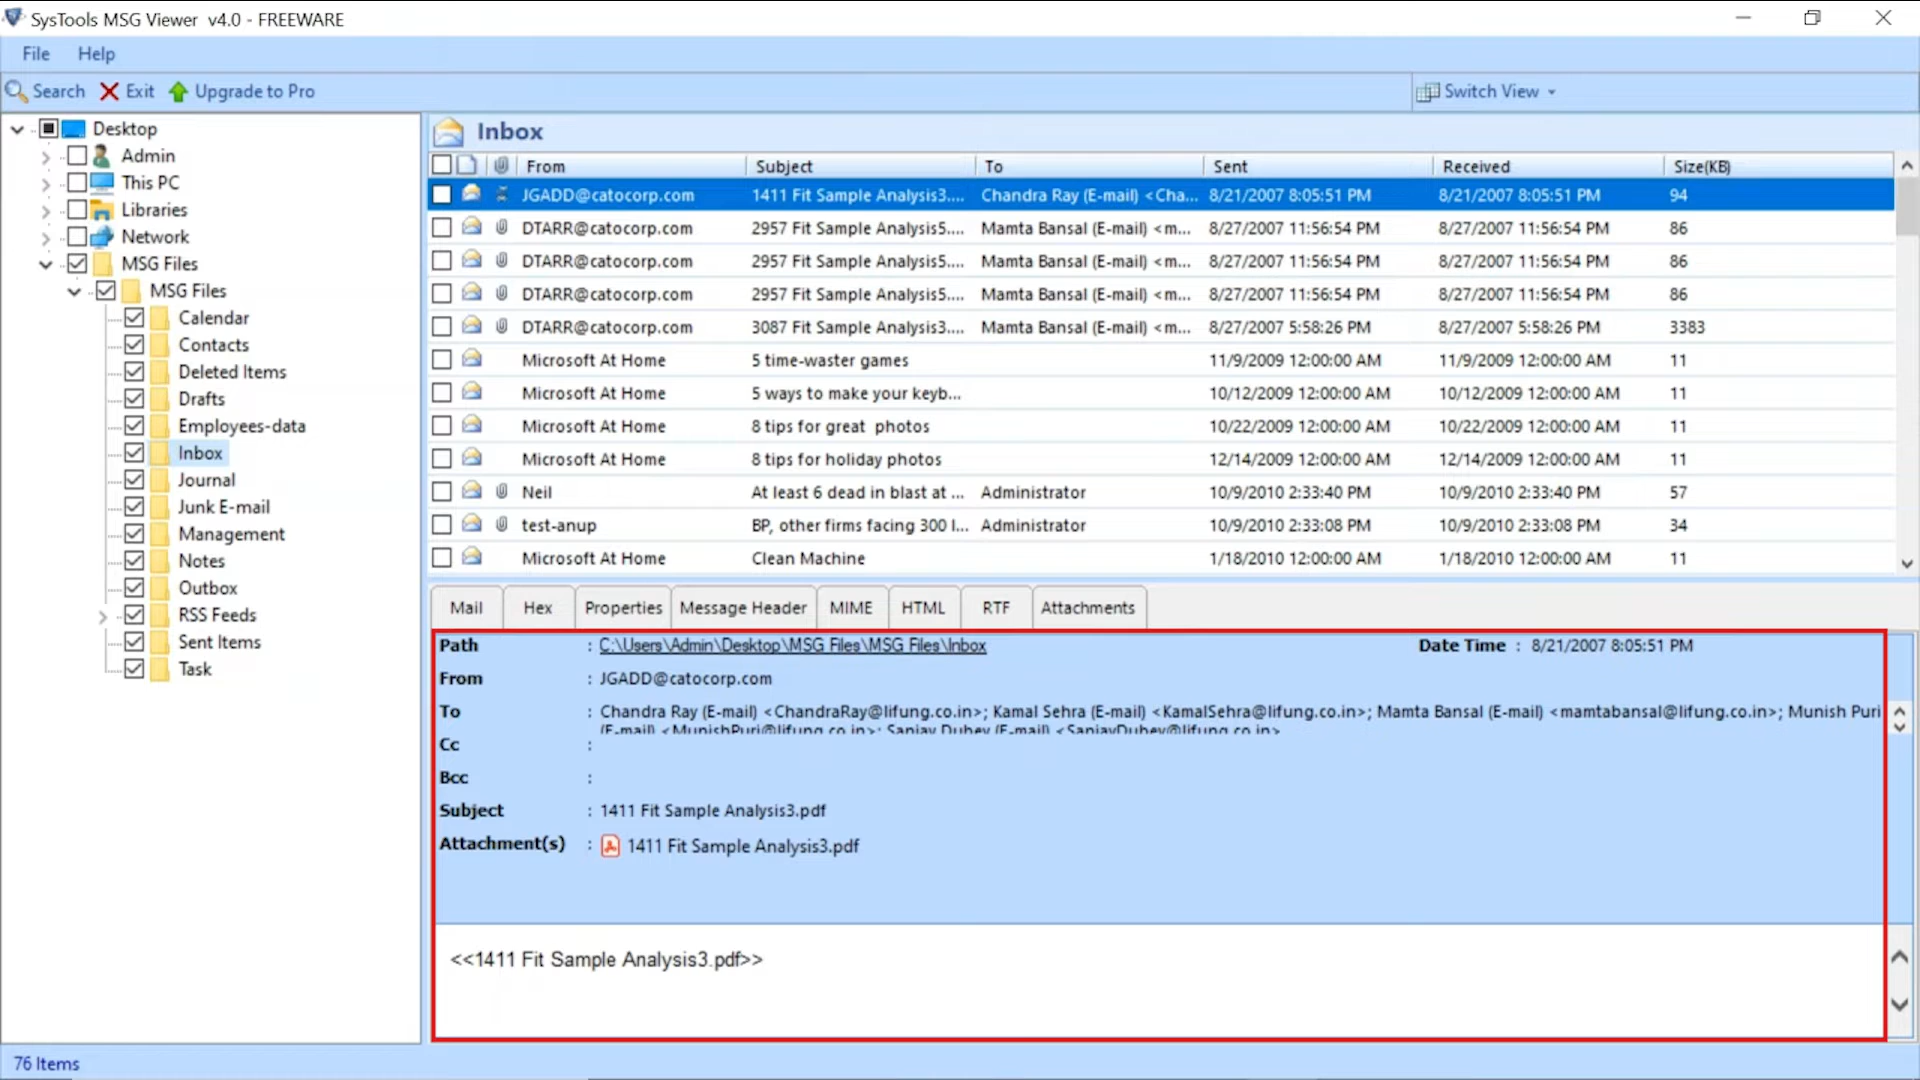 SysTools MSG Viewer v4.0 - FREEWARE
File Help
Search Exit Upgrade to Pro Switch View
Desktop
Admin
This PC
Libraries
Network
MSG Files
MSG Files
Calendar
Contacts
Deleted Items
Drafts
Employees-data
Inbox
Journal
Junk E-mail
Management
Notes
Outbox
RSS Feeds
Sent Items
Task
Inbox
From Subject To Sent Received Size(KB)
JGADD@catocorp.com 1411 Fit Sample Analysis3.... Chandra Ray (E-mail) <Cha... 8/21/2007 8:05:51 PM 8/21/2007 8:05:51 PM 94
DTARR@catocorp.com 2957 Fit Sample Analysis5.... Mamta Bansal (E-mail) <m... 8/27/2007 11:56:54 PM 8/27/2007 11:56:54 PM 86
DTARR@catocorp.com 2957 Fit Sample Analysis5.... Mamta Bansal (E-mail) <m... 8/27/2007 11:56:54 PM 8/27/2007 11:56:54 PM 86
DTARR@catocorp.com 2957 Fit Sample Analysis5.... Mamta Bansal (E-mail) <m... 8/27/2007 11:56:54 PM 8/27/2007 11:56:54 PM 86
DTARR@catocorp.com 3087 Fit Sample Analysis3.... Mamta Bansal (E-mail) <m... 8/27/2007 5:58:26 PM 8/27/2007 5:58:26 PM 3383
Microsoft At Home 5 time-waster games 11/9/2009 12:00:00 AM 11/9/2009 12:00:00 AM 11
Microsoft At Home 5 ways to make your keyb... 10/12/2009 12:00:00 AM 10/12/2009 12:00:00 AM 11
Microsoft At Home 8 tips for great photos 10/22/2009 12:00:00 AM 10/22/2009 12:00:00 AM 11
Microsoft At Home 8 tips for holiday photos 12/14/2009 12:00:00 AM 12/14/2009 12:00:00 AM 11
Neil At least 6 dead in blast at ... Administrator 10/9/2010 2:33:40 PM 10/9/2010 2:33:40 PM 57
test-anup BP, other firms facing 300 l... Administrator 10/9/2010 2:33:08 PM 10/9/2010 2:33:08 PM 34
Microsoft At Home Clean Machine 1/18/2010 12:00:00 AM 1/18/2010 12:00:00 AM 11
Mail Hex Properties Message Header MIME HTML RTF Attachments
Path : C:\Users\Admin\Desktop\MSG Files\MSG Files\Inbox Date Time : 8/21/2007 8:05:51 PM
From : JGADD@catocorp.com
To : Chandra Ray (E-mail) <ChandraRay@lifung.co.in>; Kamal Sehra (E-mail) <KamalSehra@lifung.co.in>; Mamta Bansal (E-mail) <mamtabansal@lifung.co.in>; Munish Puri
(E-mail) <MunishPuri@lifung.co.in>; Sanjay Dubey (E-mail) <SanjayDubey@lifung.co.in>
Cc :
Bcc :
Subject : 1411 Fit Sample Analysis3.pdf
Attachment(s) : 1411 Fit Sample Analysis3.pdf
<<1411 Fit Sample Analysis3.pdf>>
76 Items